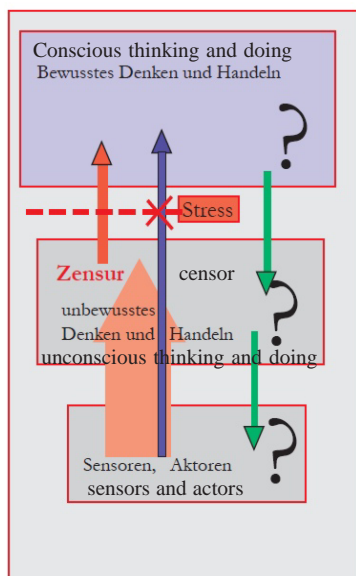 Conscious thinking and doing
Bewusstes Denken und Handeln
?
Stress
Zensur censor
unbewusstes
Denken und Handeln
?
unconscious thinking and doing
Sensoren, Aktoren
?
sensors and actors